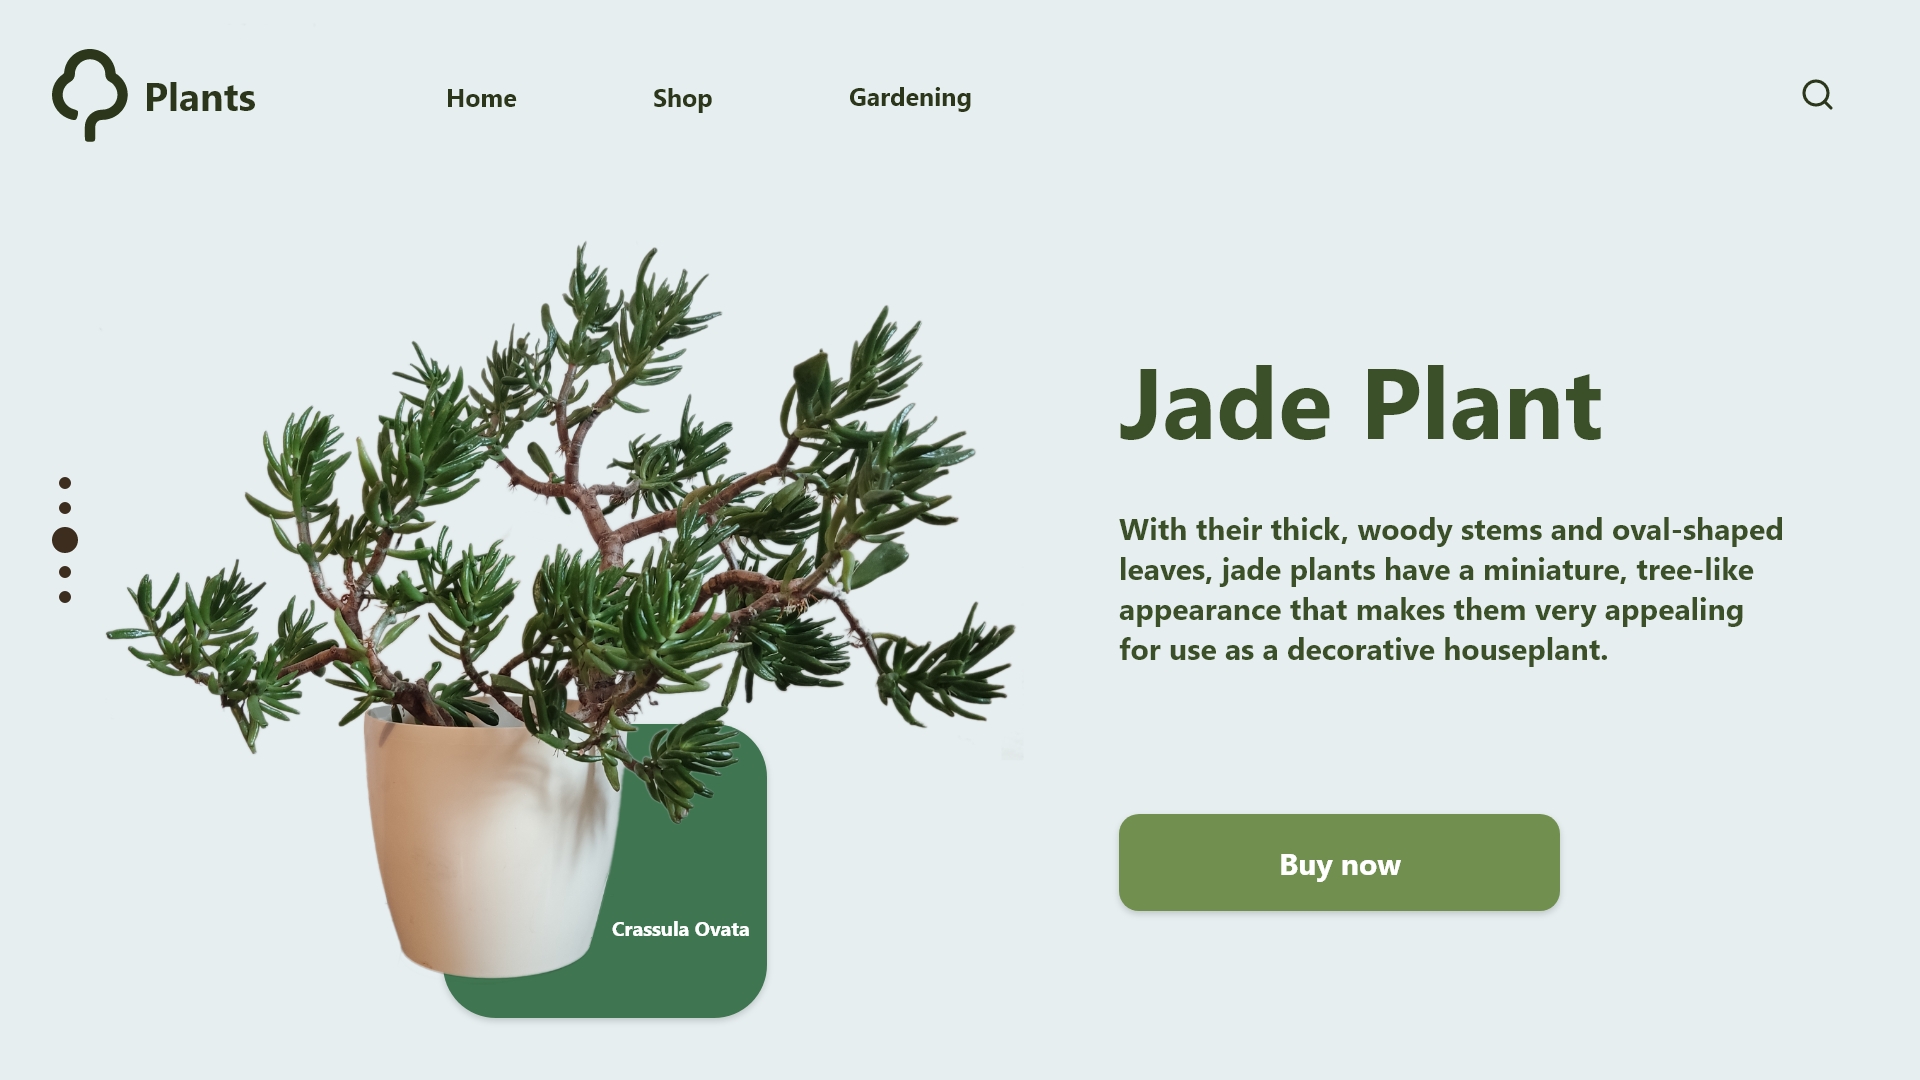 Plants
Home
Shop
Gardening
Jade Plant
With their thick, woody stems and oval-shaped
leaves, jade plants have a miniature, tree-like
appearance that makes them very appealing
for use as a decorative houseplant.
Buy now
Crassula Ovata